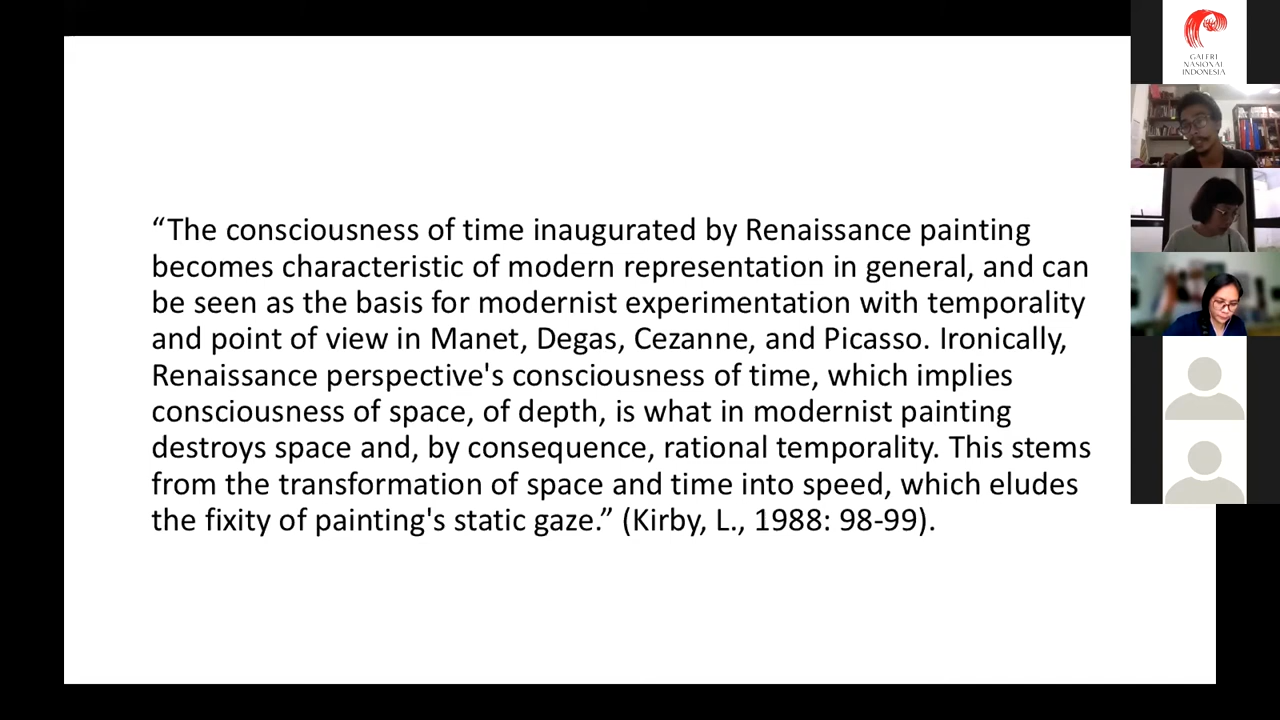 “The consciousness of time inaugurated by Renaissance painting
becomes characteristic of modern representation in general, and can
be seen as the basis for modernist experimentation with temporality
and point of view in Manet, Degas, Cezanne, and Picasso. Ironically,
Renaissance perspective's consciousness of time, which implies
consciousness of space, of depth, is what in modernist painting
destroys space and, by consequence, rational temporality. This stems
from the transformation of space and time into speed, which eludes
the fixity of painting's static gaze.” (Kirby, L., 1988: 98-99).
GALERI
NASIONAL
INDONESIA